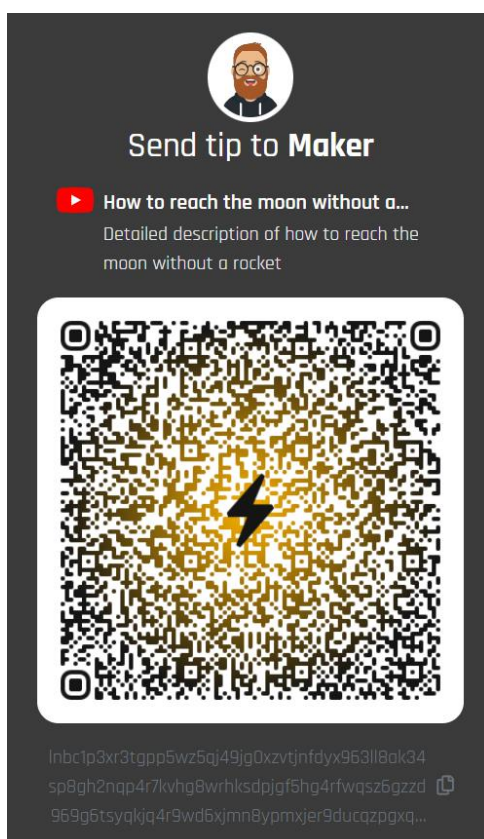 Send tip to Maker
How to reach the moon without a...
Detailed description of how to reach the
moon without a rocket
lnbc1p3xr3tgpp5wz5qj49jg0xzvtjnfdyx963ll8ak34
sp8gh2nqp4r7kvhg8wrhksdpjgf5hg4rfwqsz6gzzd
969g6tsyqkjq4r9wd6xjmn8ypmxjer9ducqzpgxq...